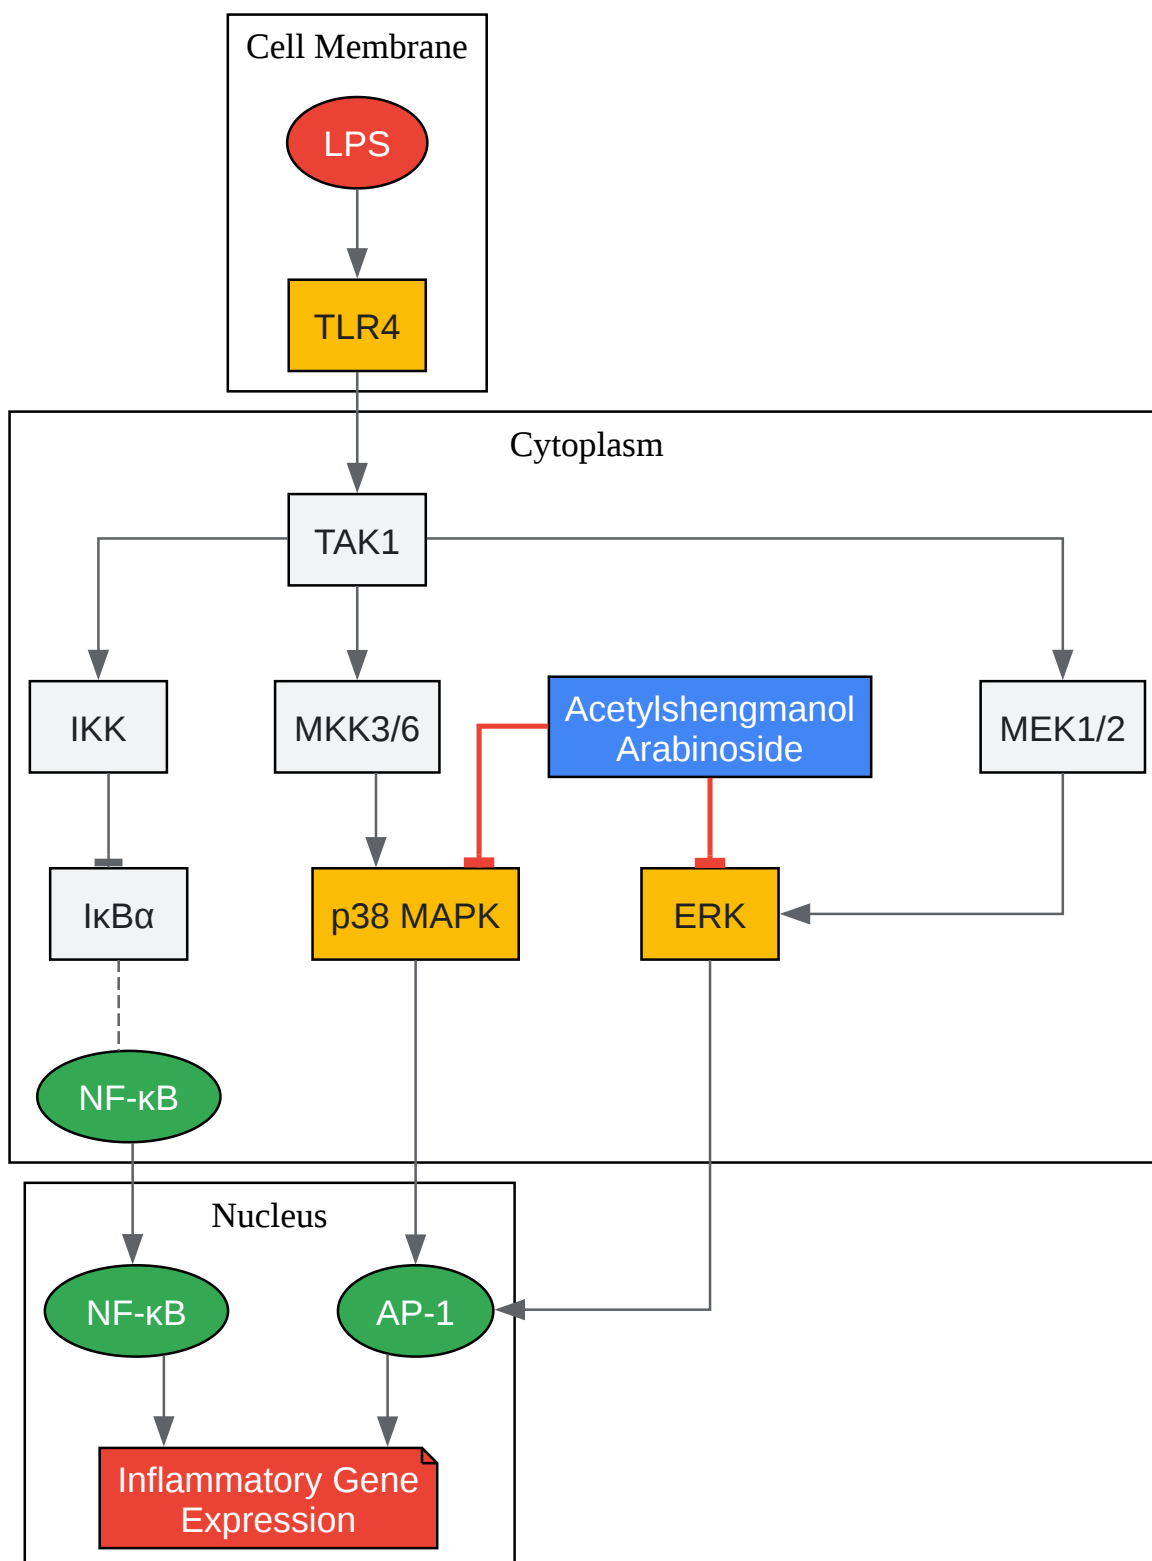 Cell Membrane
LPS
TLR4
Cytoplasm
TAK1
IKK
MKK3/6
Acetylshengmanol
Arabinoside
MEK1/2
IκBα
p38 MAPK
ERK
NF-κB
Nucleus
NF-κB
AP-1
Inflammatory Gene
Expression